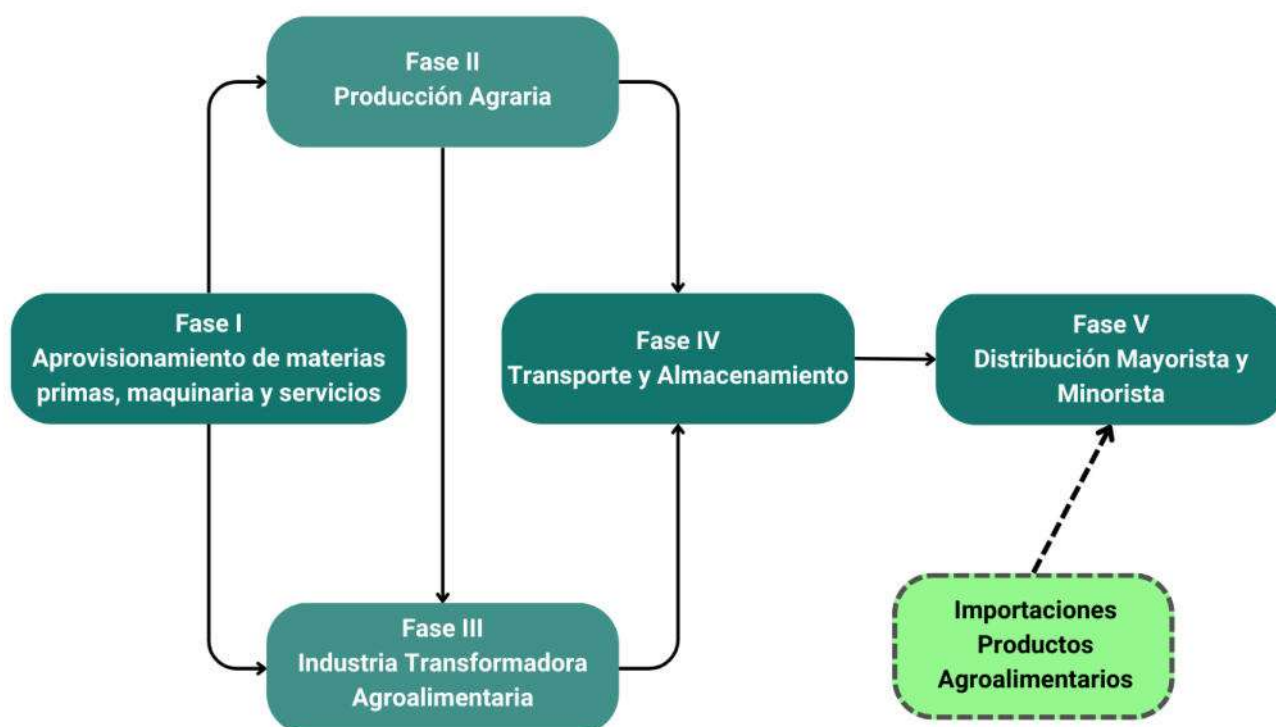 Fase II
Producción Agraria
Fase I
Aprovisionamiento de materias
primas, maquinaria y servicios
Fase IV
Transporte y Almacenamiento
Fase V
Distribución Mayorista y
Minorista
Fase III
Industria Transformadora
Agroalimentaria
Importaciones
Productos
Agroalimentarios